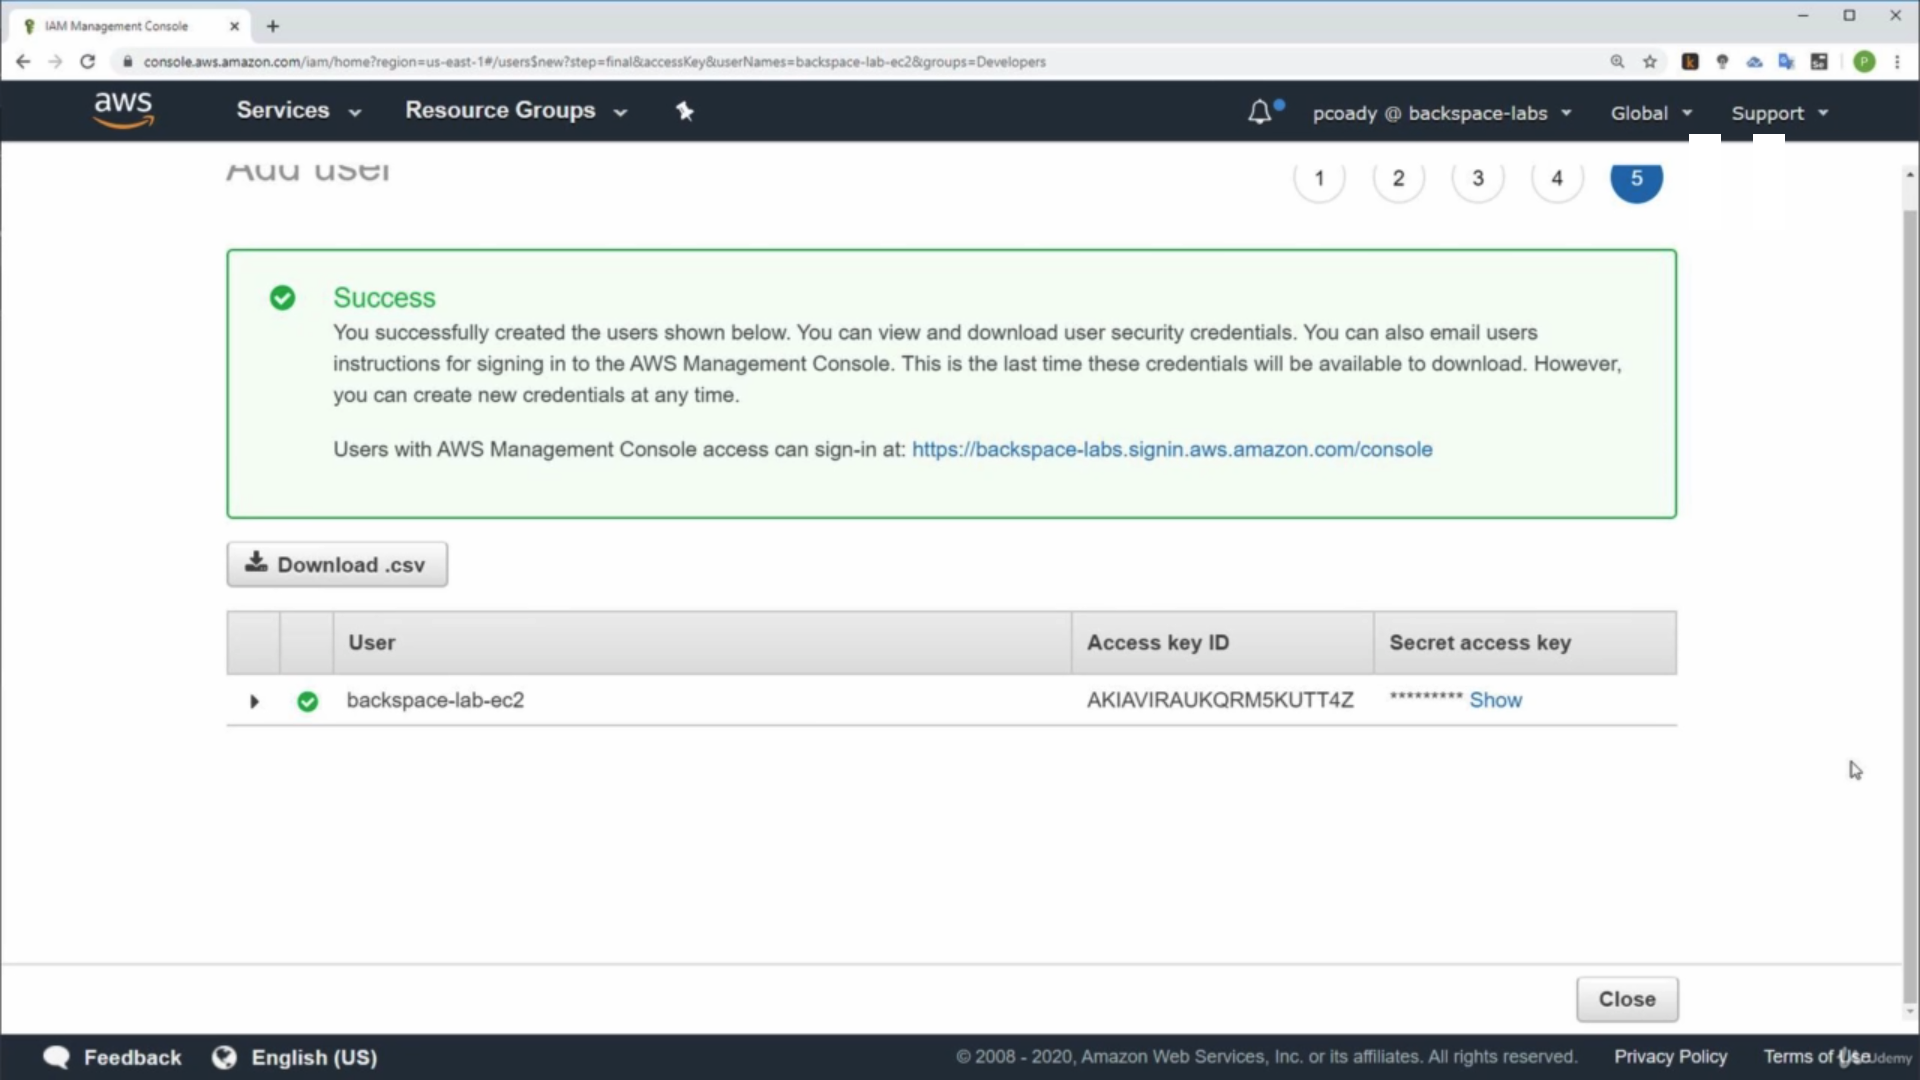 IAM Management Console
console.aws.amazon.com/iam/home?region=us-east-1#/users$new?step=final&accessKey&userNames=backspace-lab-ec2&groups=Developers
P
aws
Services
Resource Groups
pcoady @ backspace-labs
Global
Support
Add user
1
2
3
4
5
Success
You successfully created the users shown below. You can view and download user security credentials. You can also email users
instructions for signing in to the AWS Management Console. This is the last time these credentials will be available to download. However,
you can create new credentials at any time.
Users with AWS Management Console access can sign-in at: https://backspace-labs.signin.aws.amazon.com/console
Download .csv
User
Access key ID
Secret access key
backspace-lab-ec2
AKIAVIRAUKQRM5KUTT4Z
********* Show
Close
Feedback
English (US)
© 2008 - 2020, Amazon Web Services, Inc. or its affiliates. All rights reserved.
Privacy Policy
Terms of Use